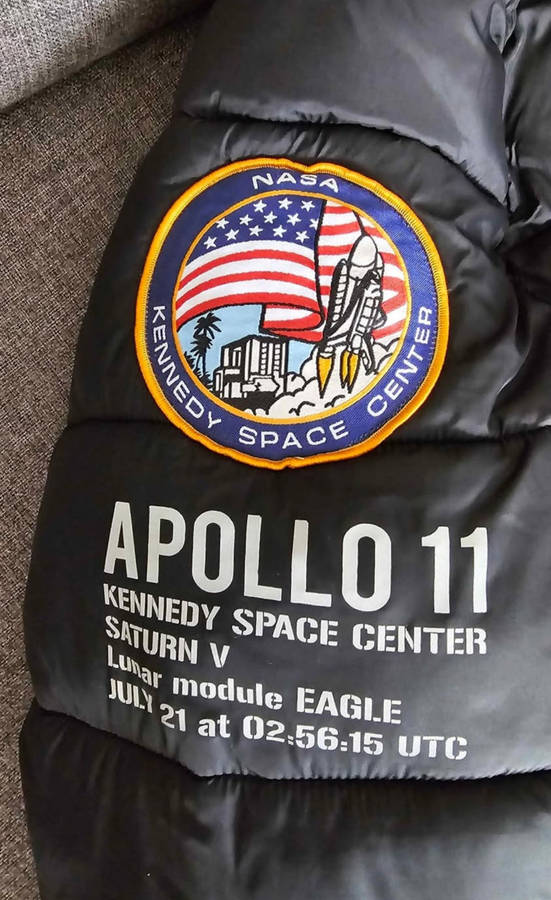 NASA
KENNEDY SPACE CENTER
APOLLO 11
KENNEDY SPACE CENTER
SATURN V
Lunar module EAGLE
JULY 21 at 02:56:15 UTC